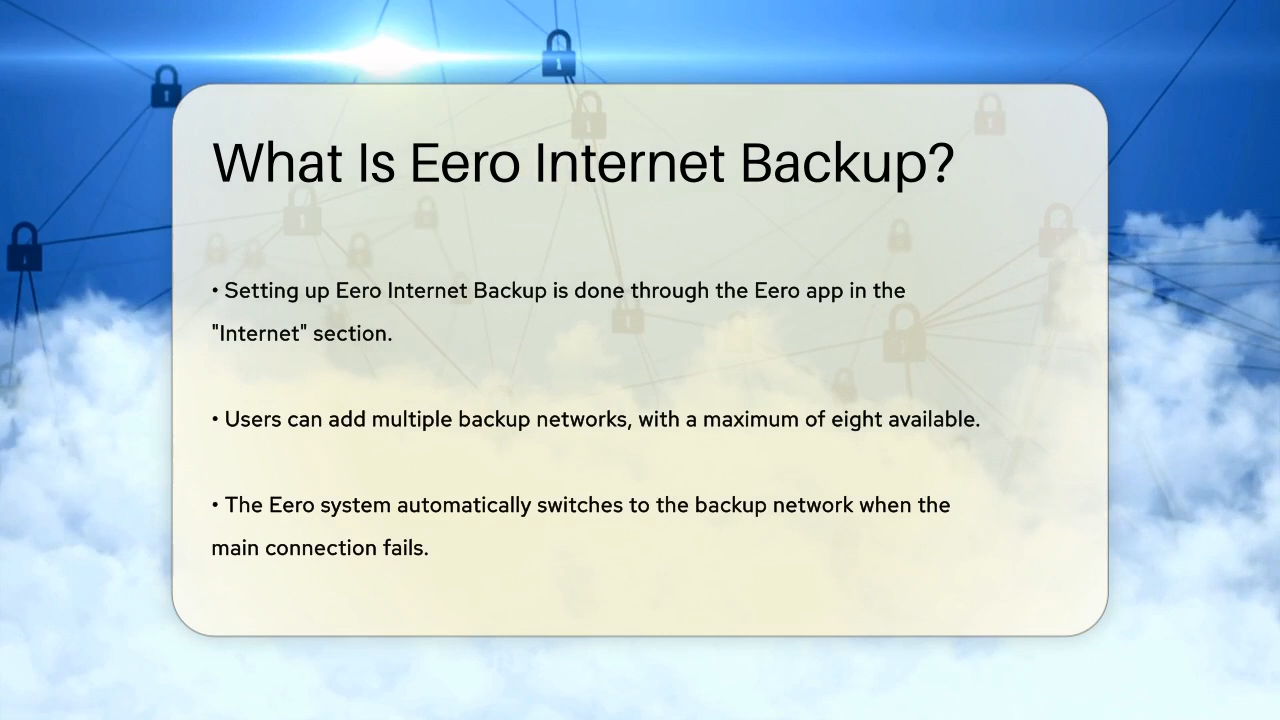 What Is Eero Internet Backup?
• Setting up Eero Internet Backup is done through the Eero app in the
"Internet" section.
• Users can add multiple backup networks, with a maximum of eight available.
• The Eero system automatically switches to the backup network when the
main connection fails.